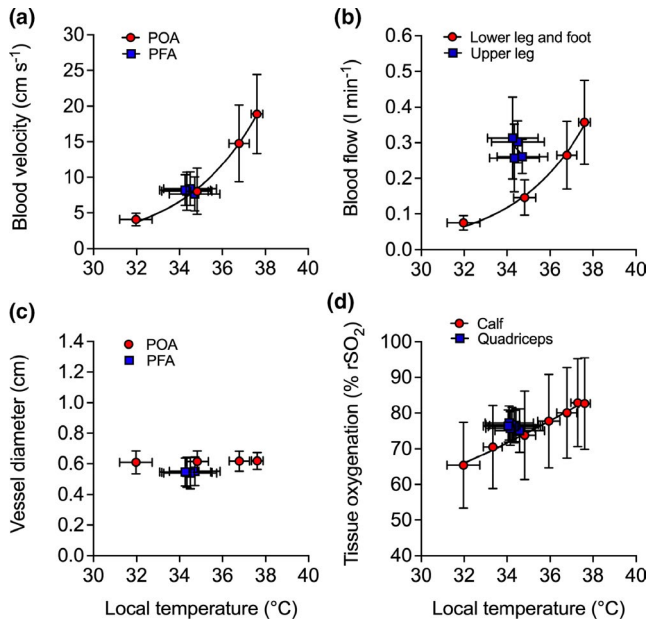 (a)
POA
PFA
Blood velocity (cm s⁻¹)
30
25
20
15
10
5
0
30 32 34 36 38 40
(b)
Lower leg and foot
Upper leg
Blood flow (l min⁻¹)
0.6
0.5
0.4
0.3
0.2
0.1
0.0
30 32 34 36 38 40
(c)
POA
PFA
Vessel diameter (cm)
1.4
1.2
1.0
0.8
0.6
0.4
0.2
0.0
30 32 34 36 38 40
Local temperature (°C)
(d)
Calf
Quadriceps
Tissue oxygenation (% rSO₂)
100
90
80
70
60
50
40
30 32 34 36 38 40
Local temperature (°C)